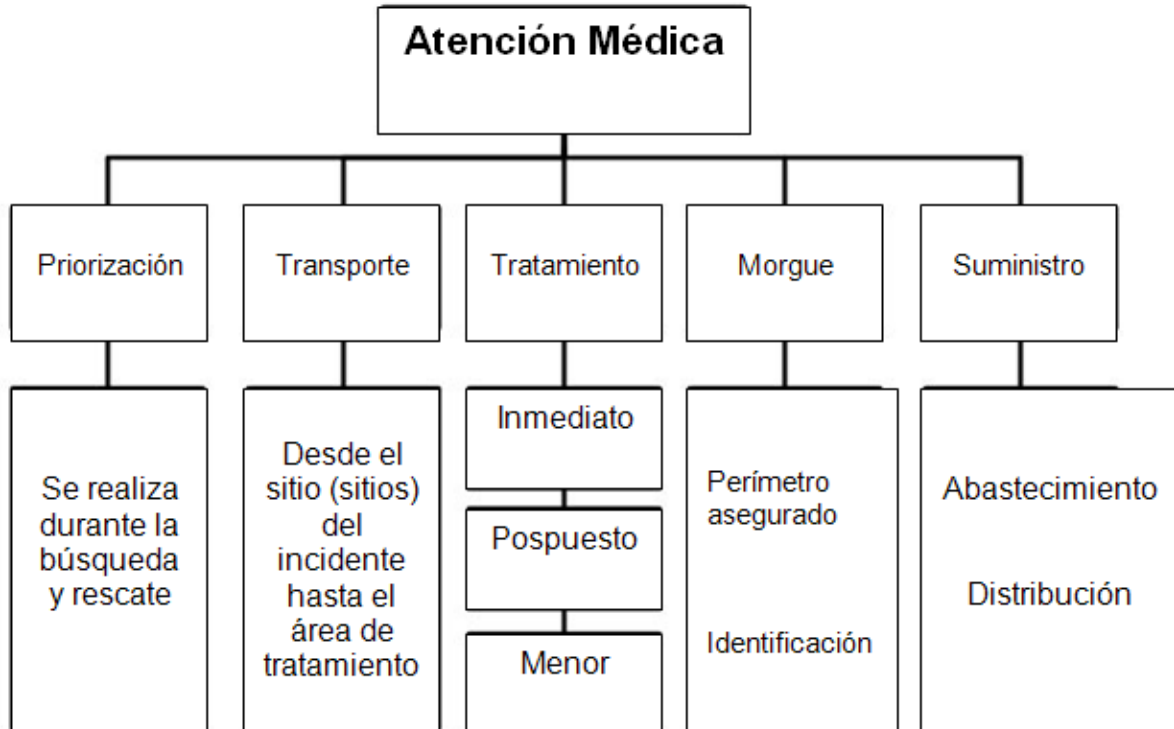 Atención Médica
Priorización
Transporte
Tratamiento
Morgue
Suministro
Se realiza
durante la
búsqueda
y rescate
Desde el
sitio (sitios)
del
incidente
hasta el
área de
tratamiento
Inmediato
Pospuesto
Menor
Perímetro
asegurado
Identificación
Abastecimiento
Distribución